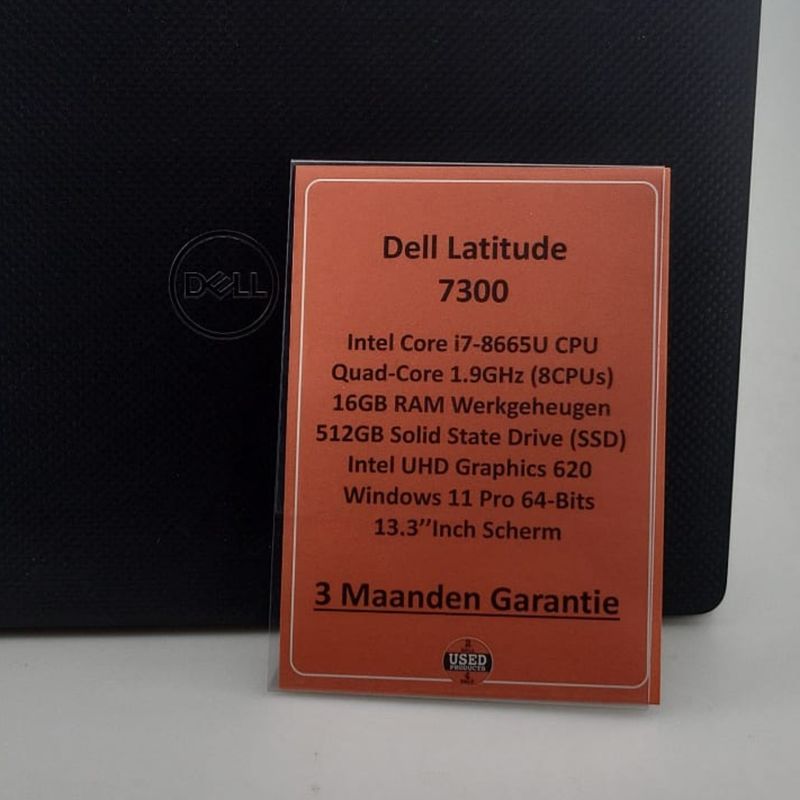 DELL
Dell Latitude
7300
Intel Core i7-8665U CPU
Quad-Core 1.9GHz (8CPUs)
16GB RAM Werkgeheugen
512GB Solid State Drive (SSD)
Intel UHD Graphics 620
Windows 11 Pro 64-Bits
13.3’’Inch Scherm
3 Maanden Garantie
USED
PRODUCTS